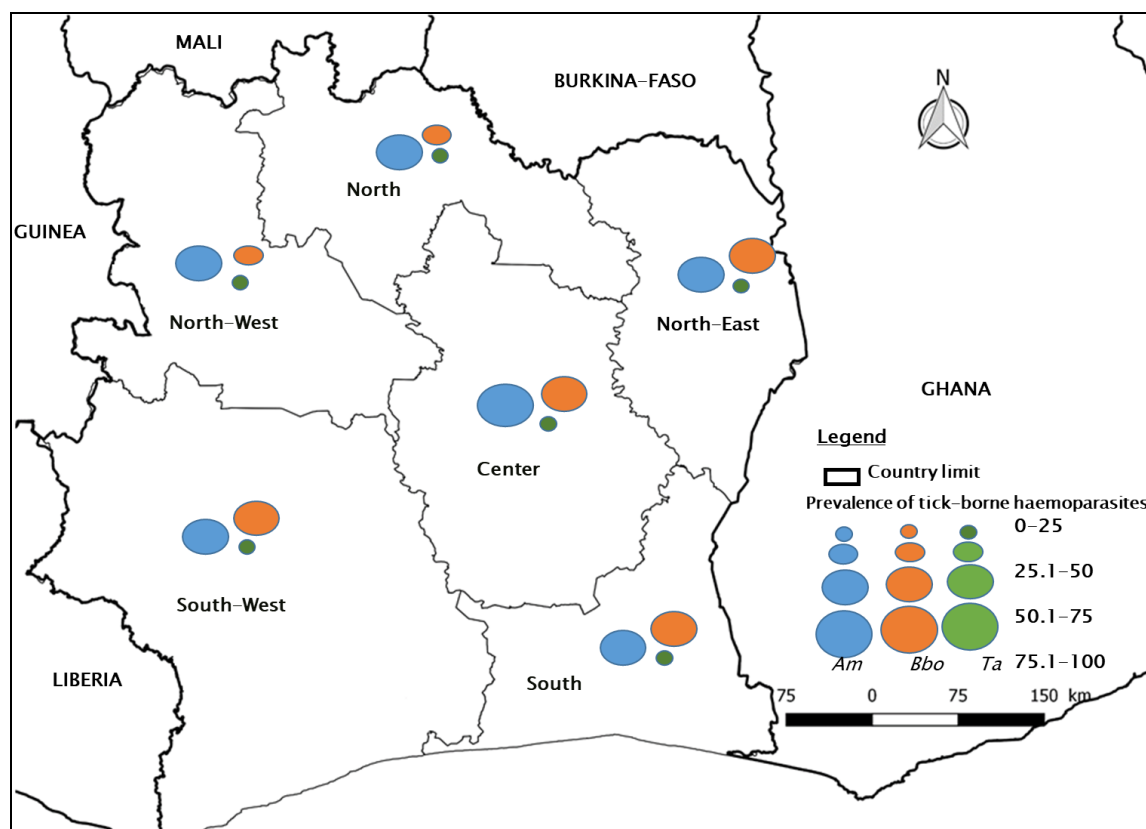 MALI
BURKINA-FASO
N
North
GUINEA
North-West
North-East
GHANA
Legend
Country limit
Center
Prevalence of tick-borne haemoparasites
0-25
25.1-50
50.1-75
75.1-100
Am Bbo Ta
South-West
South
LIBERIA
75 0 75 150 km